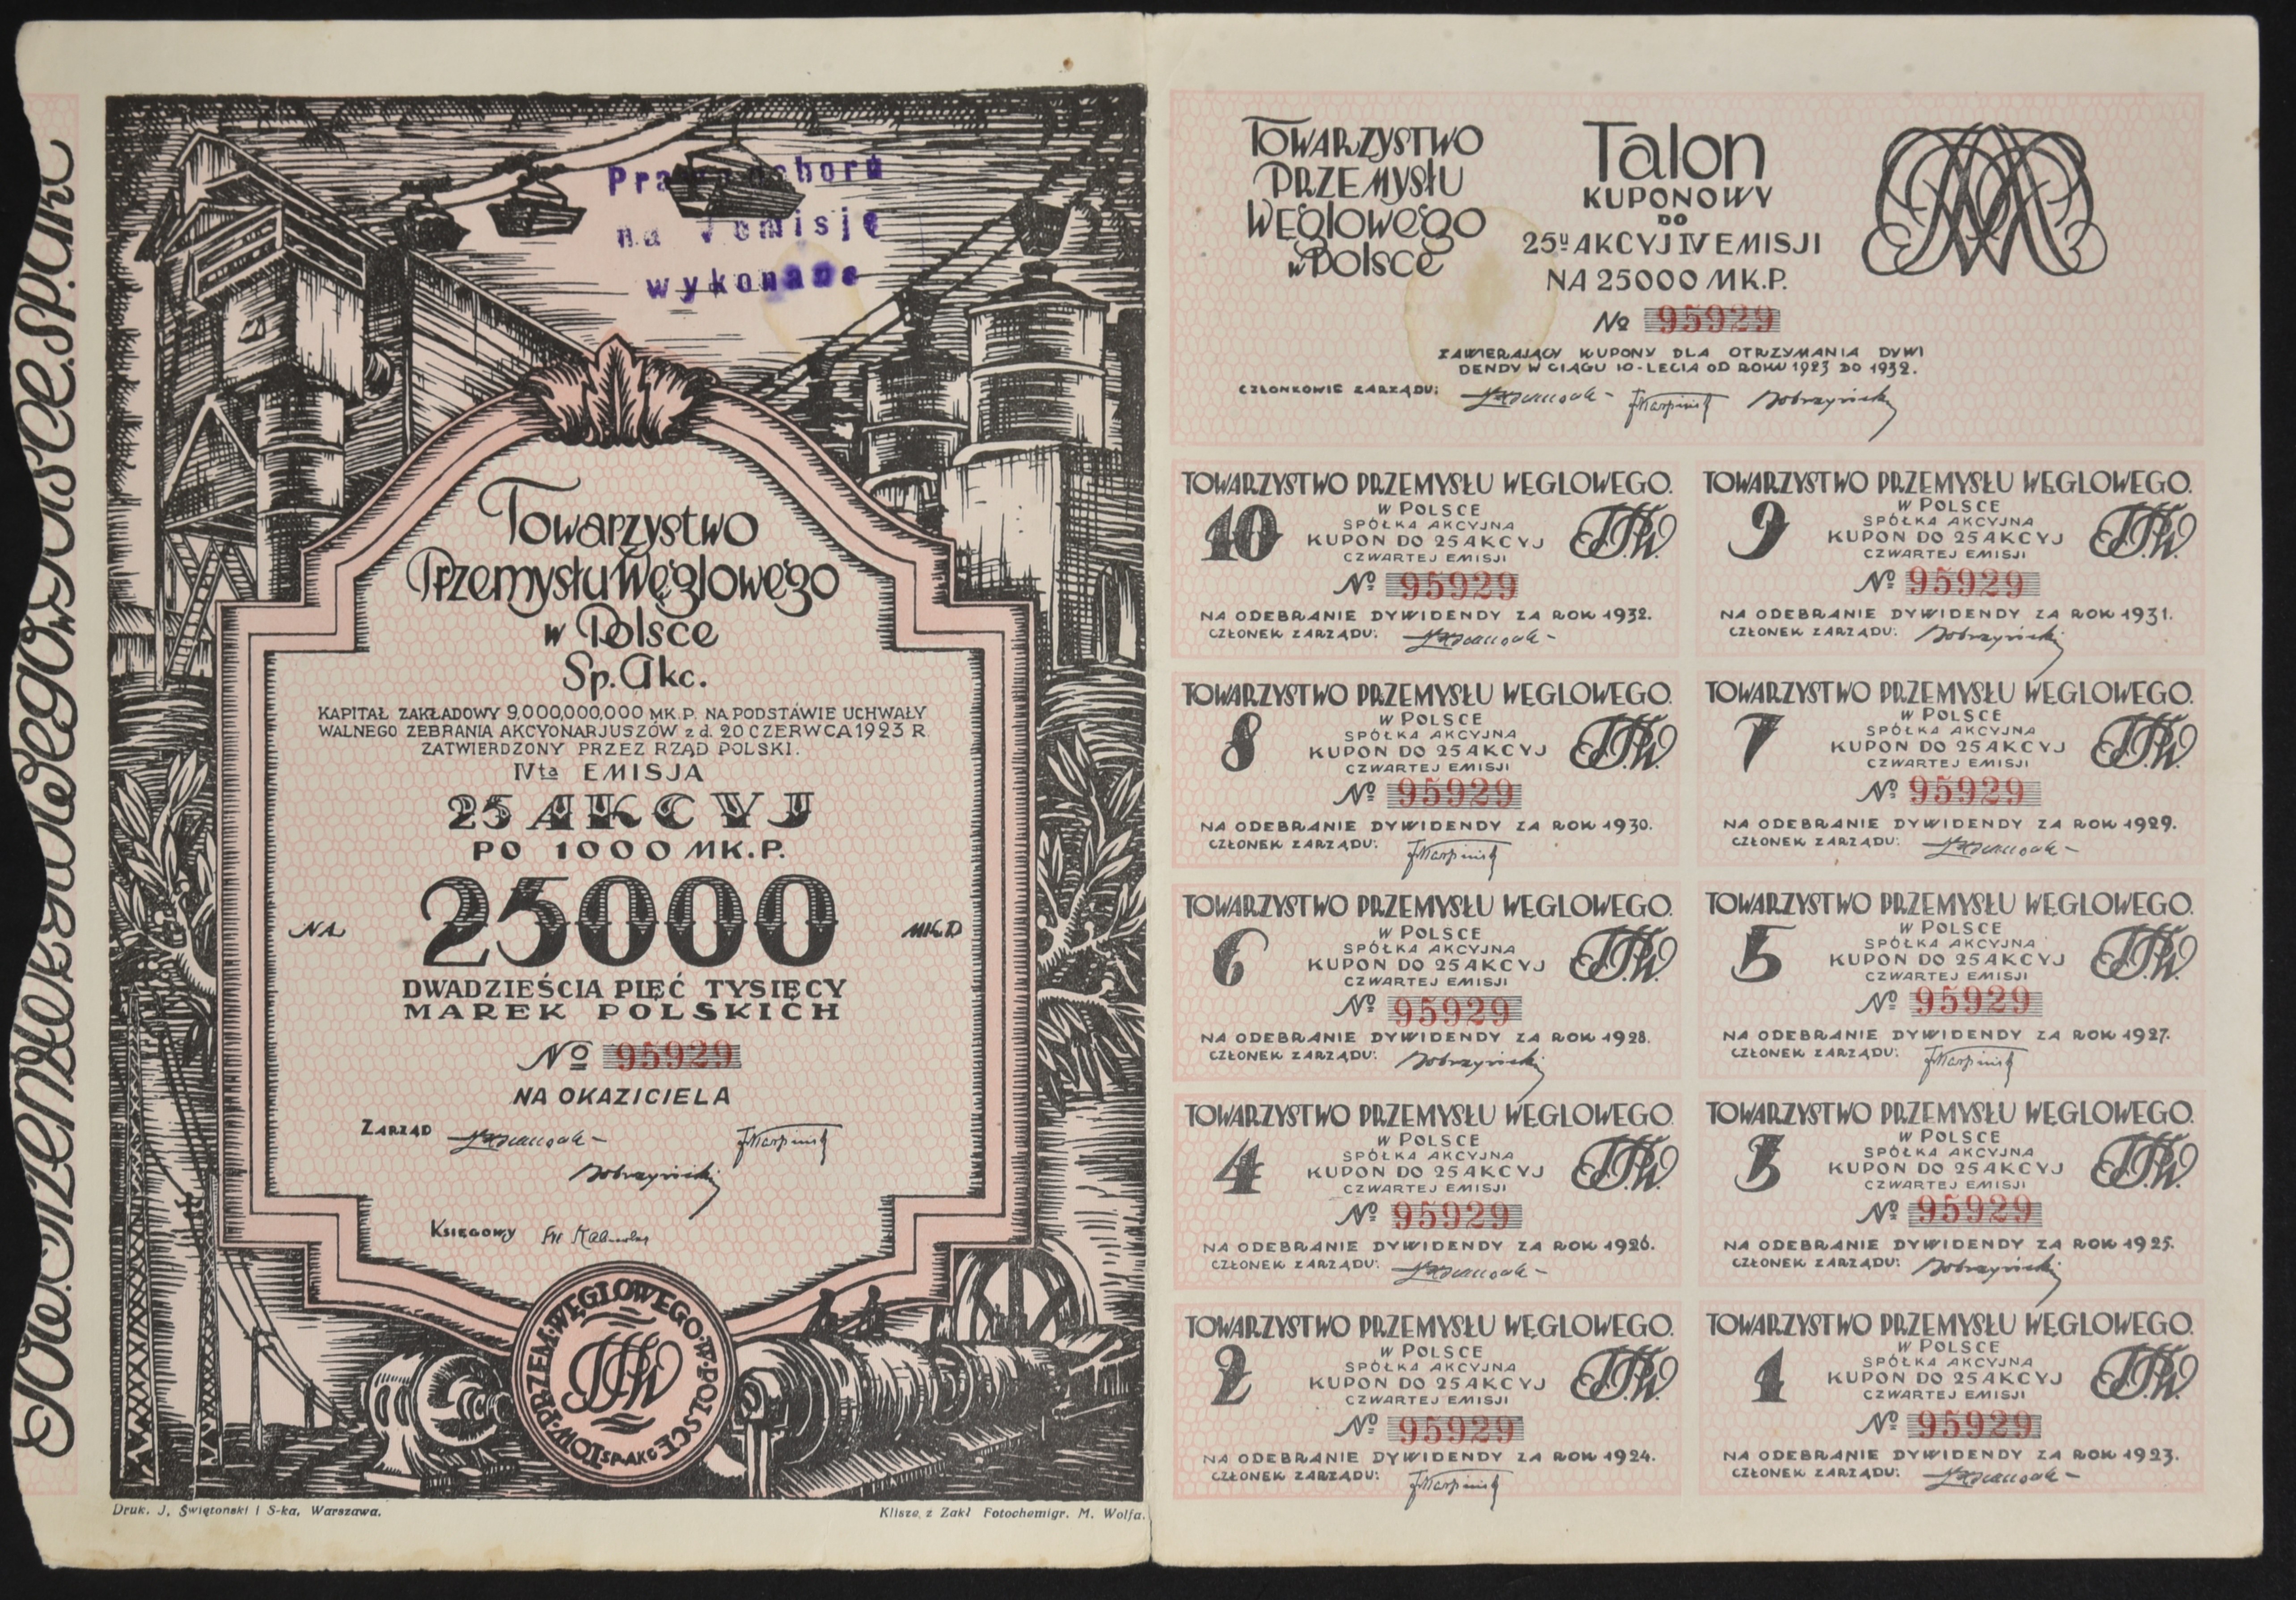 Tow. Przemysłu Węglowego w Polsce. Sp. Akc.
Prawo poboru
na V emisję
wykonane
Towarzystwo
Przemysłu Węglowego
w Polsce
Sp. Akc.
KAPITAŁ ZAKŁADOWY 9,000,000,000 MK.P. NA PODSTAWIE UCHWAŁY
WALNEGO ZEBRANIA AKCYONARJUSZÓW z d. 20 CZERWCA 1923 R.
ZATWIERDZONY PRZEZ RZĄD POLSKI.
IVta EMISJA
25 AKCYJ
PO 1000 MK.P.
NA 25000 MK.P
DWADZIEŚCIA PIĘĆ TYSIĘCY
MAREK POLSKICH
No 95929
NA OKAZICIELA
ZARZĄD
Dobrzyński
KSIĘGOWY
TOW. PRZEM. WĘGLOWEGO W POLSCE
SP. AKC
TPW
Druk. J. Świętoński i S-ka, Warszawa.
Klisze z Zakł Fotochemigr. M. Wolfa.
TOWARZYSTWO
PRZEMYSŁU
WĘGLOWEGO
w POLSCE
Talon
KUPONOWY
DO
25U AKCYJ IV EMISJI
NA 25000 MK.P.
No 95929
ZAWIERAJĄCY KUPONY DLA OTRZYMANIA DYWI
DENDY W CIĄGU 10-LECIA OD ROKU 1923 DO 1932.
CZŁONKOWIE ZARZĄDU: Dobrzyński
TOWARZYSTWO PRZEMYSŁU WĘGLOWEGO.
W POLSCE
SPÓŁKA AKCYJNA
10 KUPON DO 25 AKCYJ T.P.W.
CZWARTEJ EMISJI
No 95929
NA ODEBRANIE DYWIDENDY ZA ROK 1932.
CZŁONEK ZARZĄDU:
TOWARZYSTWO PRZEMYSŁU WĘGLOWEGO.
W POLSCE
SPÓŁKA AKCYJNA
9 KUPON DO 25 AKCYJ T.P.W.
CZWARTEJ EMISJI
No 95929
NA ODEBRANIE DYWIDENDY ZA ROK 1931.
CZŁONEK ZARZĄDU: Dobrzyński
TOWARZYSTWO PRZEMYSŁU WĘGLOWEGO.
W POLSCE
SPÓŁKA AKCYJNA
8 KUPON DO 25 AKCYJ T.P.W.
CZWARTEJ EMISJI
No 95929
NA ODEBRANIE DYWIDENDY ZA ROK 1930.
CZŁONEK ZARZĄDU:
TOWARZYSTWO PRZEMYSŁU WĘGLOWEGO.
W POLSCE
SPÓŁKA AKCYJNA
7 KUPON DO 25 AKCYJ T.P.W.
CZWARTEJ EMISJI
No 95929
NA ODEBRANIE DYWIDENDY ZA ROK 1929.
CZŁONEK ZARZĄDU:
TOWARZYSTWO PRZEMYSŁU WĘGLOWEGO.
W POLSCE
SPÓŁKA AKCYJNA
6 KUPON DO 25 AKCYJ T.P.W.
CZWARTEJ EMISJI
No 95929
NA ODEBRANIE DYWIDENDY ZA ROK 1928.
CZŁONEK ZARZĄDU: Dobrzyński
TOWARZYSTWO PRZEMYSŁU WĘGLOWEGO.
W POLSCE
SPÓŁKA AKCYJNA
5 KUPON DO 25 AKCYJ T.P.W.
CZWARTEJ EMISJI
No 95929
NA ODEBRANIE DYWIDENDY ZA ROK 1927.
CZŁONEK ZARZĄDU:
TOWARZYSTWO PRZEMYSŁU WĘGLOWEGO.
W POLSCE
SPÓŁKA AKCYJNA
4 KUPON DO 25 AKCYJ T.P.W.
CZWARTEJ EMISJI
No 95929
NA ODEBRANIE DYWIDENDY ZA ROK 1926.
CZŁONEK ZARZĄDU:
TOWARZYSTWO PRZEMYSŁU WĘGLOWEGO.
W POLSCE
SPÓŁKA AKCYJNA
3 KUPON DO 25 AKCYJ T.P.W.
CZWARTEJ EMISJI
No 95929
NA ODEBRANIE DYWIDENDY ZA ROK 1925.
CZŁONEK ZARZĄDU: Dobrzyński
TOWARZYSTWO PRZEMYSŁU WĘGLOWEGO.
W POLSCE
SPÓŁKA AKCYJNA
2 KUPON DO 25 AKCYJ T.P.W.
CZWARTEJ EMISJI
No 95929
NA ODEBRANIE DYWIDENDY ZA ROK 1924.
CZŁONEK ZARZĄDU:
TOWARZYSTWO PRZEMYSŁU WĘGLOWEGO.
W POLSCE
SPÓŁKA AKCYJNA
1 KUPON DO 25 AKCYJ T.P.W.
CZWARTEJ EMISJI
No 95929
NA ODEBRANIE DYWIDENDY ZA ROK 1923.
CZŁONEK ZARZĄDU: